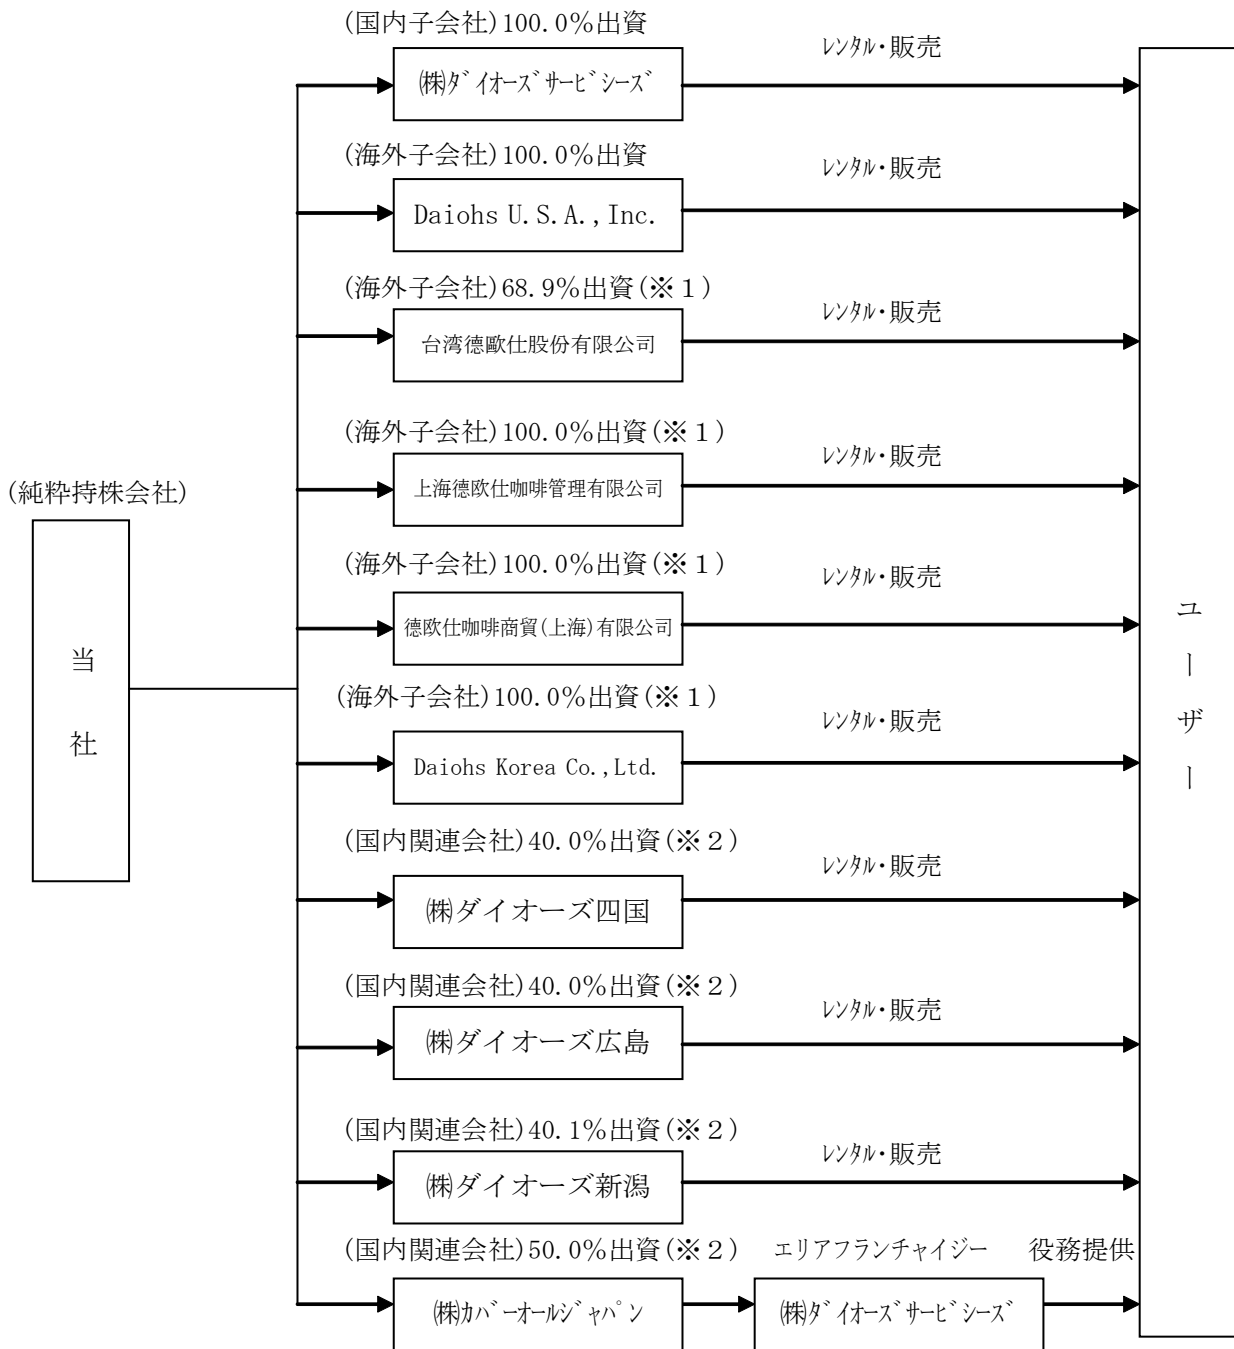 (国内子会社)100.0%出資
レンタル・販売
㈱ダイオーズサービシーズ
(海外子会社)100.0%出資
レンタル・販売
Daiohs U.S.A.,Inc.
(海外子会社)68.9%出資(※1)
レンタル・販売
台湾德歐仕股份有限公司
(海外子会社)100.0%出資(※1)
レンタル・販売
上海德欧仕咖啡管理有限公司
(純粋持株会社)
(海外子会社)100.0%出資(※1)
レンタル・販売
德欧仕咖啡商貿(上海)有限公司
当社
ユーザー
(海外子会社)100.0%出資(※1)
レンタル・販売
Daiohs Korea Co.,Ltd.
(国内関連会社)40.0%出資(※2)
レンタル・販売
㈱ダイオーズ四国
(国内関連会社)40.0%出資(※2)
レンタル・販売
㈱ダイオーズ広島
(国内関連会社)40.1%出資(※2)
レンタル・販売
㈱ダイオーズ新潟
(国内関連会社)50.0%出資(※2)
エリアフランチャイジー
役務提供
㈱カバーオールジャパン
㈱ダイオーズサービシーズ